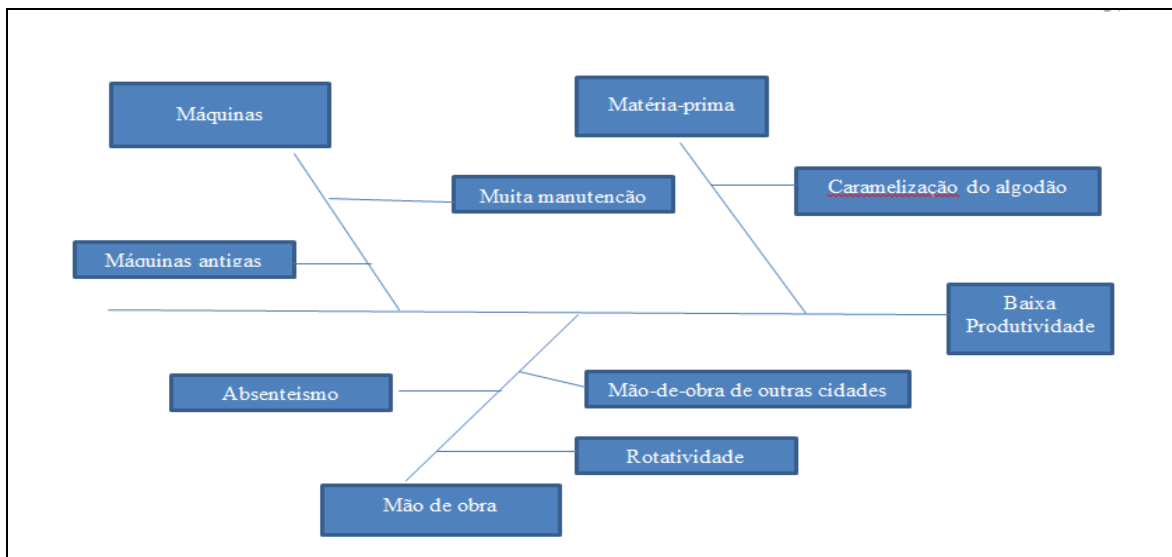 Máquinas
Matéria-prima
Muita manutencão
Caramelização do algodão
Máquinas antigas
Baixa
Produtividade
Absenteísmo
Mão-de-obra de outras cidades
Rotatividade
Mão de obra